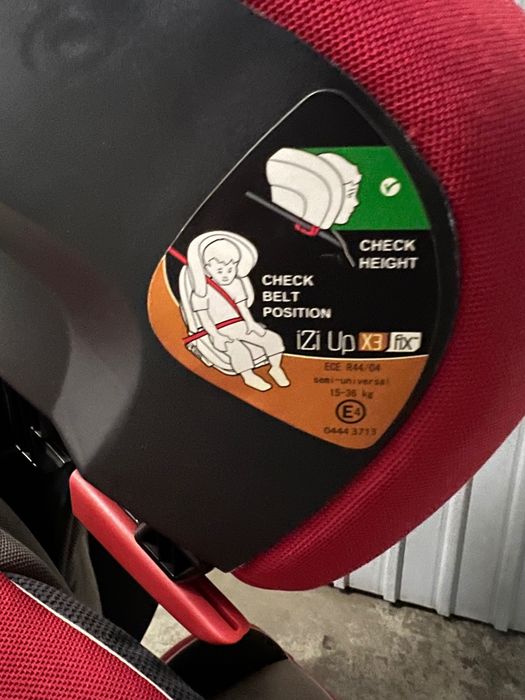 CHECK
HEIGHT
CHECK
BELT
POSITION
iZi Up X3 fix
ECE R44/04
semi-universal
15-36 kg
E4
0444 3713